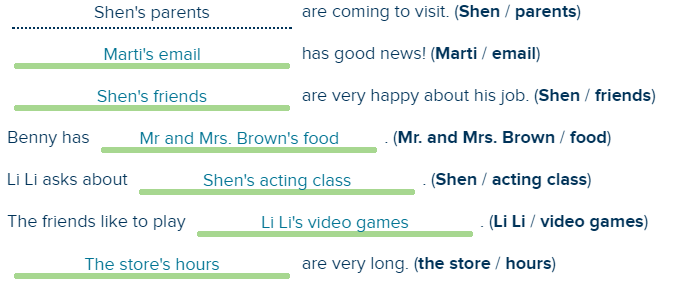 Shen's parents are coming to visit. (Shen / parents)
Marti's email has good news! (Marti / email)
Shen's friends are very happy about his job. (Shen / friends)
Benny has Mr and Mrs. Brown's food . (Mr. and Mrs. Brown / food)
Li Li asks about Shen's acting class . (Shen / acting class)
The friends like to play Li Li's video games . (Li Li / video games)
The store's hours are very long. (the store / hours)